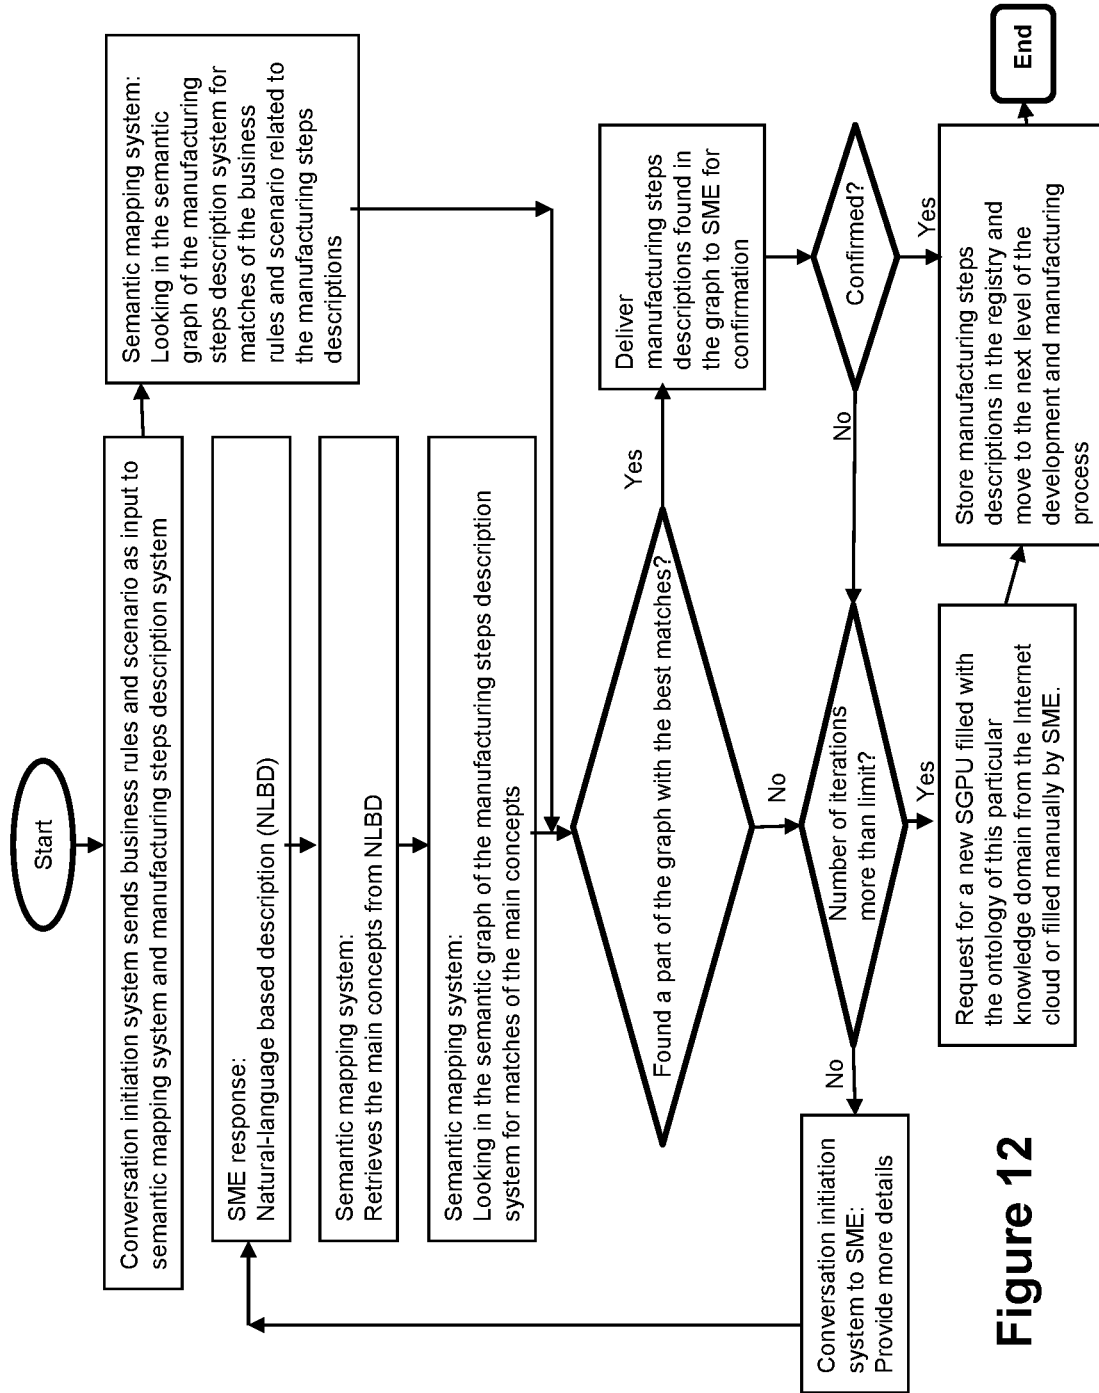 Start
Conversation initiation system sends business rules and scenario as input to
semantic mapping system and manufacturing steps description system
Semantic mapping system:
Looking in the semantic
graph of the manufacturing
steps description system for
matches of the business
rules and scenario related to
the manufacturing steps
descriptions
SME response:
Natural-language based description (NLBD)
Semantic mapping system:
Retrieves the main concepts from NLBD
Semantic mapping system:
Looking in the semantic graph of the manufacturing steps description
system for matches of the main concepts
Found a part of the graph with the best matches?
Yes
No
Deliver
manufacturing steps
descriptions found in
the graph to SME for
confirmation
Confirmed?
No
Yes
Number of iterations
more than limit?
No
Yes
Conversation initiation
system to SME:
Provide more details
Request for a new SGPU filled with
the ontology of this particular
knowledge domain from the Internet
cloud or filled manually by SME.
Store manufacturing steps
descriptions in the registry and
move to the next level of the
development and manufacturing
process
End
Figure 12